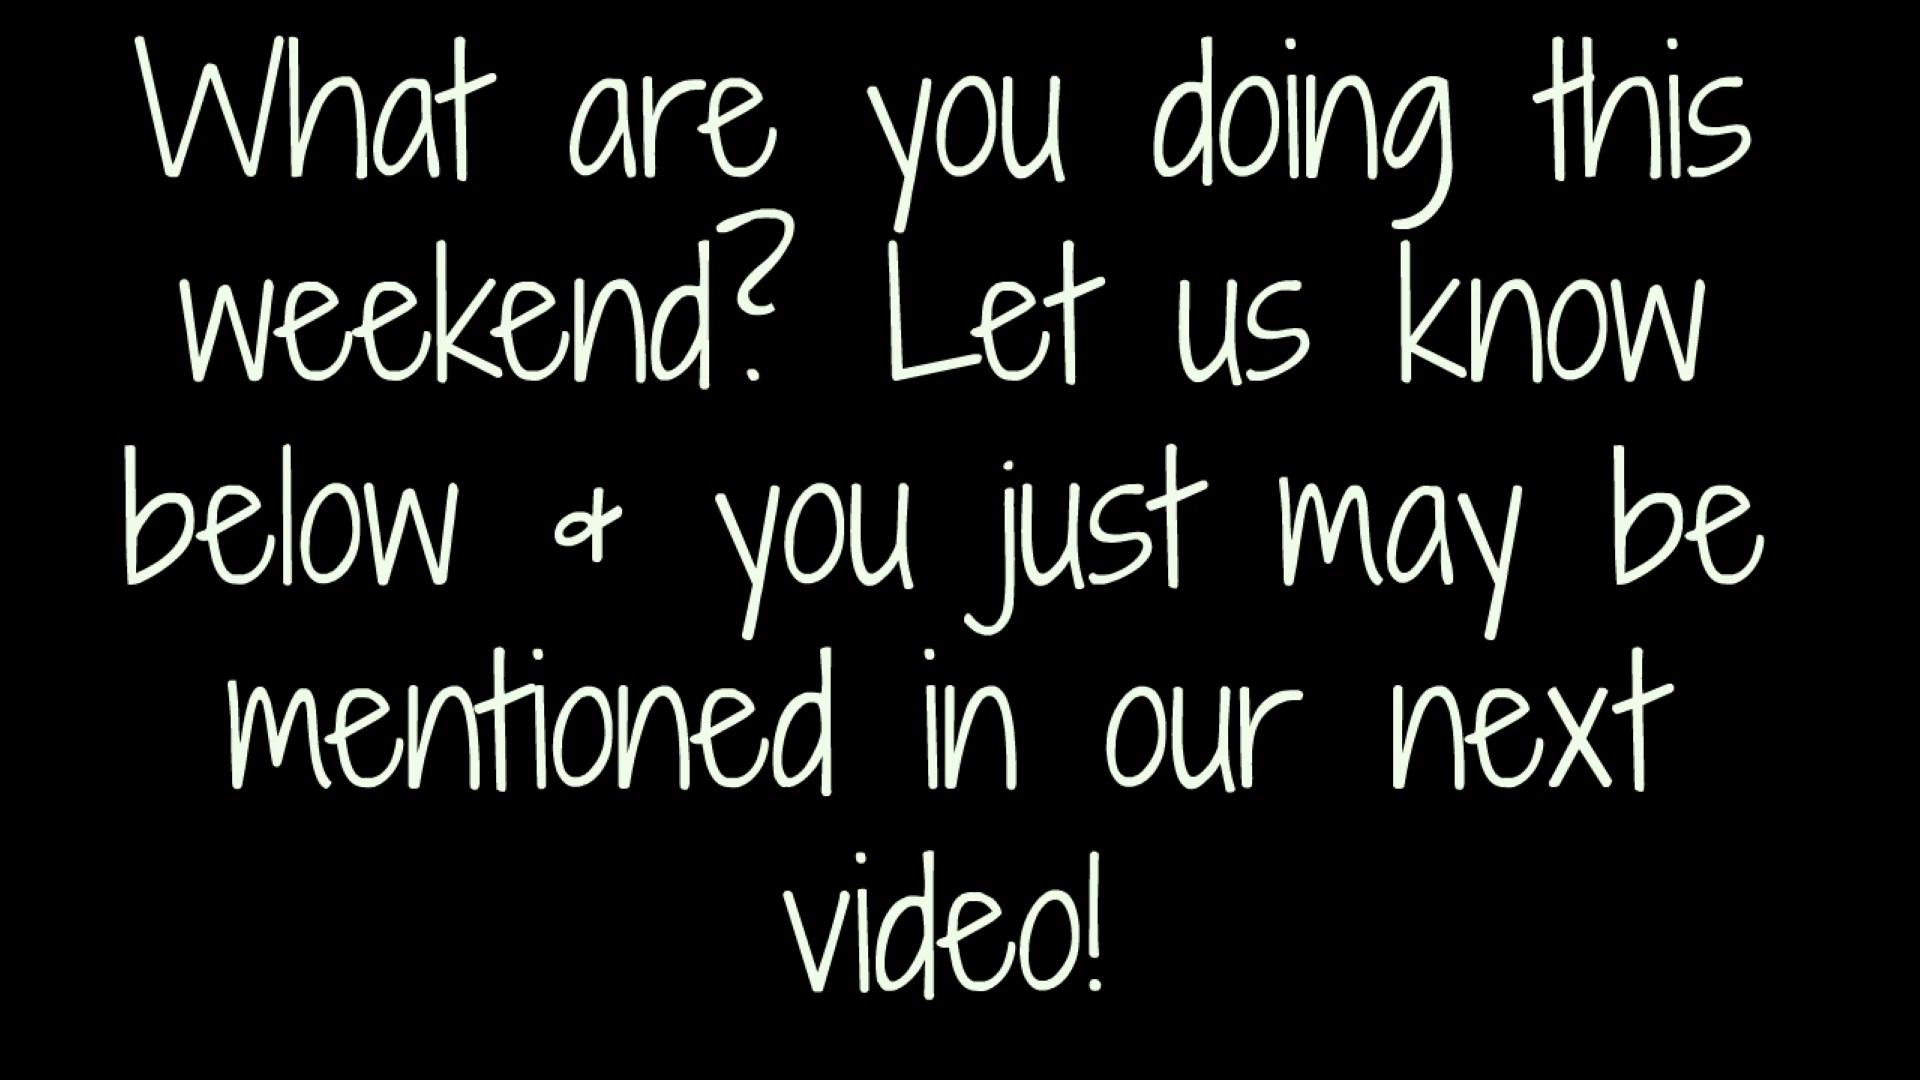 What are you doing this
weekend? Let us know
below & you just may be
mentioned in our next
video!